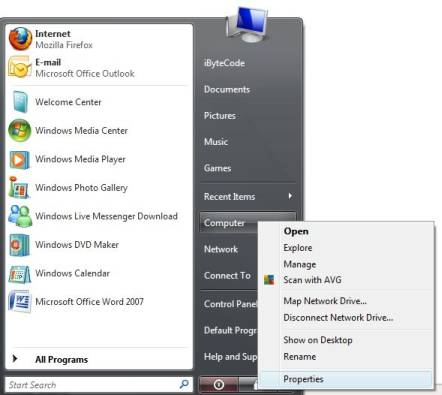 Internet
Mozilla Firefox
E-mail
Microsoft Office Outlook
Welcome Center
Windows Media Center
Windows Media Player
Windows Photo Gallery
Windows Live Messenger Download
Windows DVD Maker
Windows Calendar
Microsoft Office Word 2007
All Programs
Start Search
iByteCode
Documents
Pictures
Music
Games
Recent Items
Computer
Network
Connect To
Control Panel
Default Progr
Help and Sup
Open
Explore
Manage
Scan with AVG
Map Network Drive...
Disconnect Network Drive...
Show on Desktop
Rename
Properties